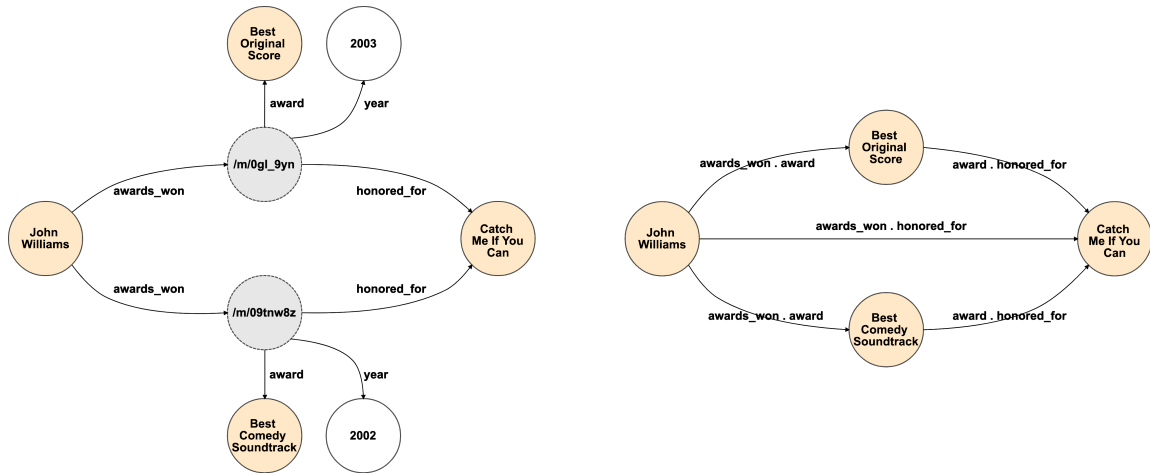 Best
Original
Score
2003
award
year
/m/0gl_9yn
awards_won
honored_for
John
Williams
Catch
Me If You
Can
awards_won
honored_for
/m/09tnw8z
award
year
Best
Comedy
Soundtrack
2002
Best
Original
Score
awards_won . award
award . honored_for
John
Williams
awards_won . honored_for
Catch
Me If You
Can
awards_won . award
award . honored_for
Best
Comedy
Soundtrack